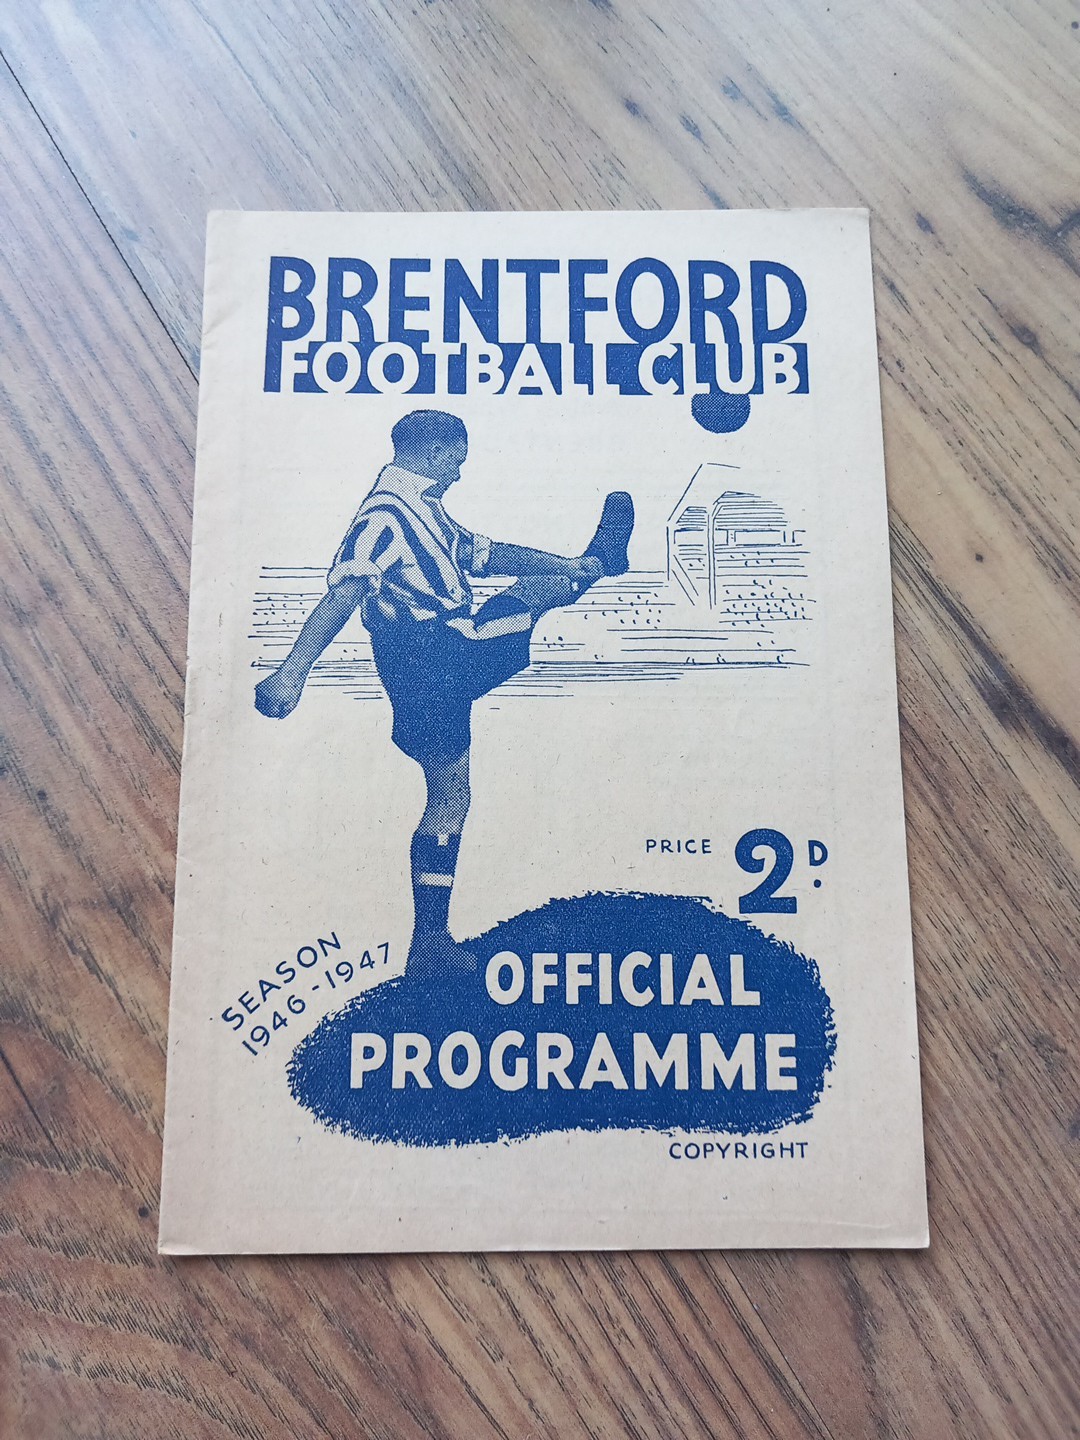 BRENTFORD
FOOTBALL CLUB
PRICE 2D.
SEASON
1946-1947
OFFICIAL
PROGRAMME
COPYRIGHT